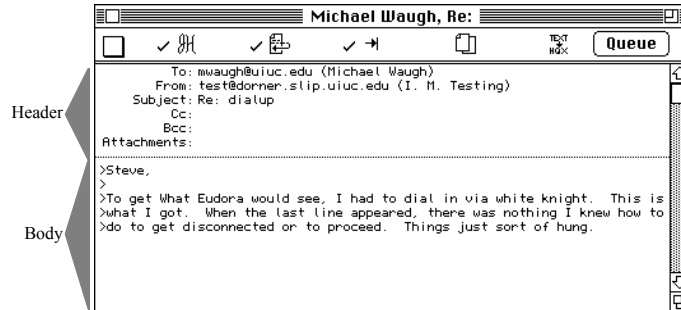 Michael Waugh, Re:
TEXT
HQX
Queue
To: mwaugh@uiuc.edu (Michael Waugh)
From: test@dorner.slip.uiuc.edu (I. M. Testing)
Subject: Re: dialup
Cc:
Bcc:
Attachments:
Header
>Steve,
>
>To get What Eudora would see, I had to dial in via white knight.  This is
>what I got.  When the last line appeared, there was nothing I knew how to
>do to get disconnected or to proceed.  Things just sort of hung.
Body